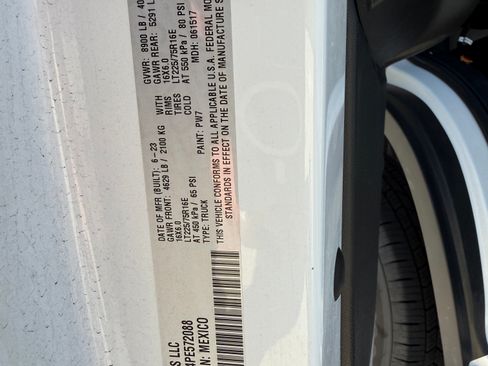 S LLC
4PE572088
N: MEXICO
DATE OF MFR (BUILT): 6-23
GVWR: 8900 LB / 40
GAWR FRONT: 4629 LB / 2100 KG WITH
GAWR REAR: 5291 L
16X6.0 RIMS
16X6.0
LT225/75R16E TIRES
LT225/75R16E
AT 450 kPa / 65 PSI COLD
AT 550 kPa / 80 PSI
TYPE: TRUCK PAINT: PW7 MDH: 061517
THIS VEHICLE CONFORMS TO ALL APPLICABLE U.S.A. FEDERAL MO
STANDARDS IN EFFECT ON THE DATE OF MANUFACTURE S